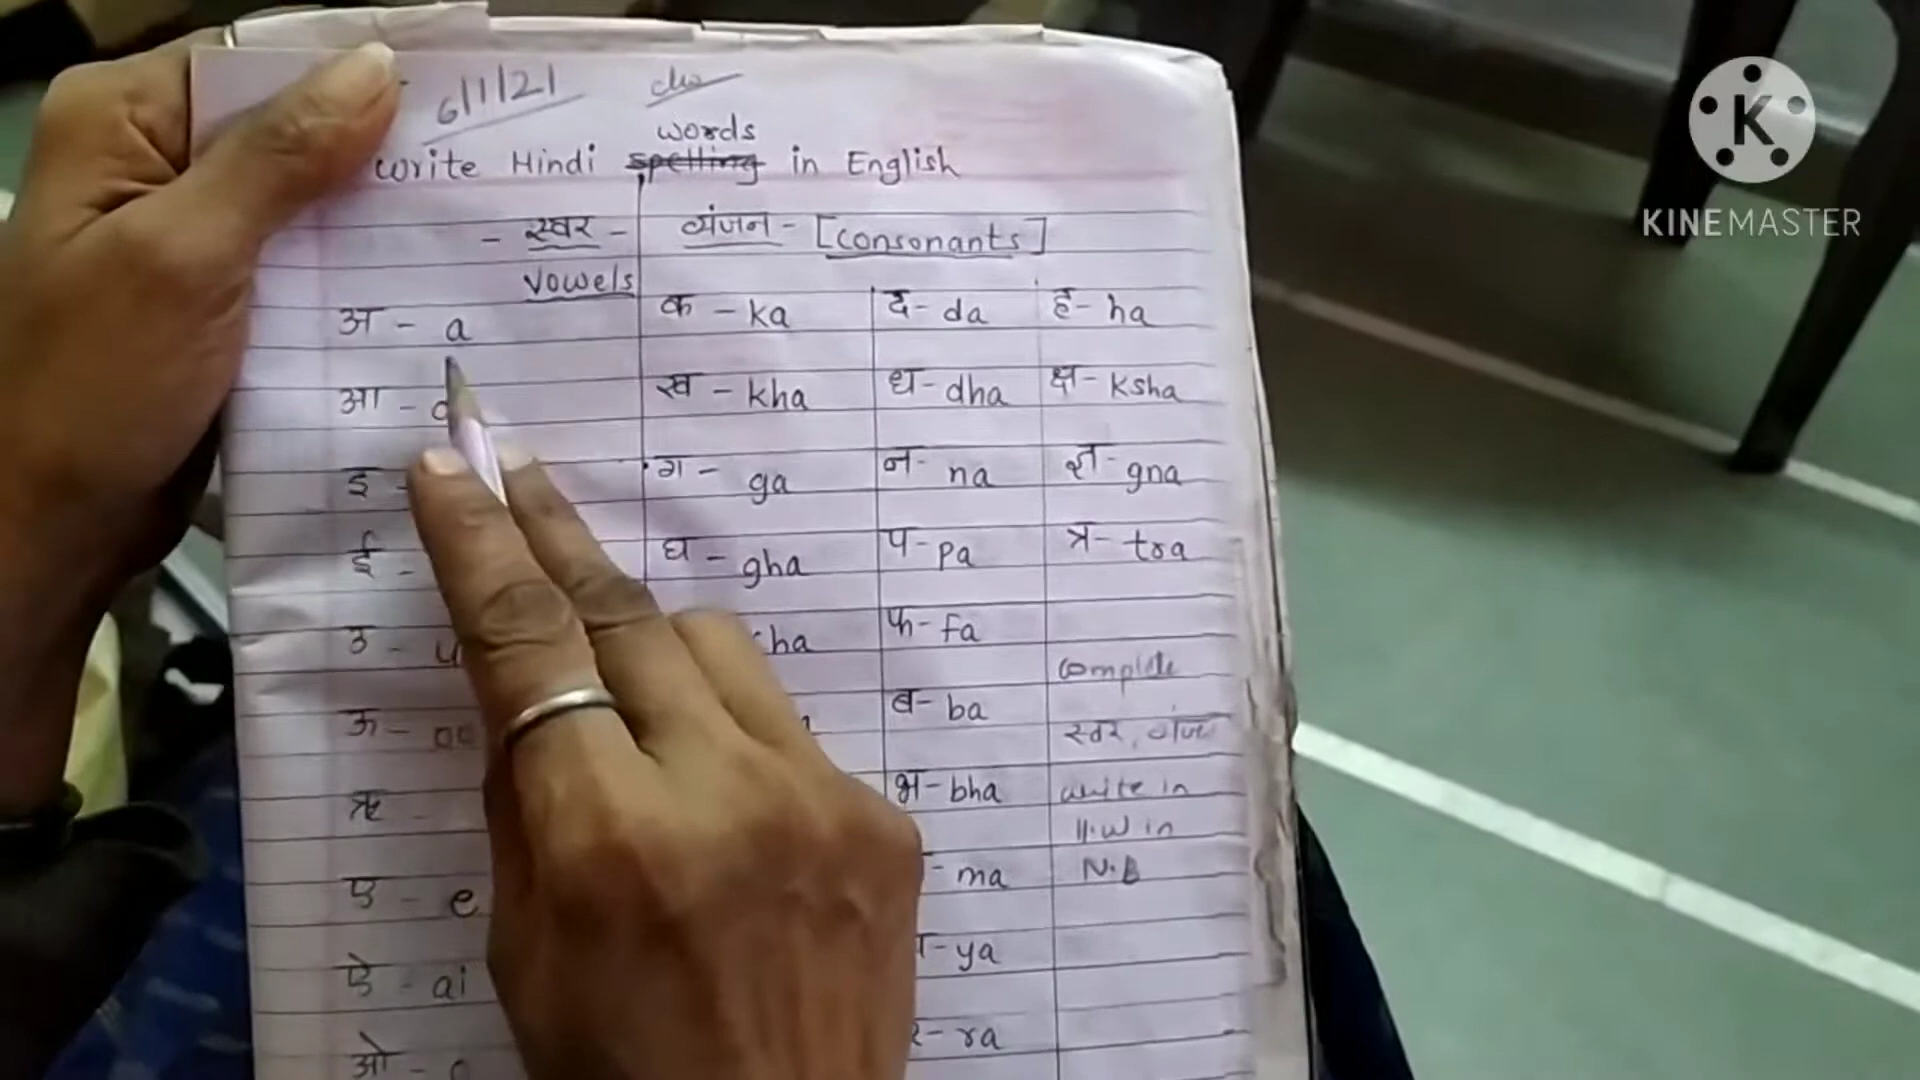 6/1/21
words
write Hindi spelling in English
- स्वर -
vowels
व्यंजन - [consonants]
अ - a
आ -
इ -
ई -
उ - u
ऊ - oo
ऋ -
ए - e
ऐ - ai
ओ -
क - ka
ख - kha
ग - ga
घ - gha
cha
द - da
ध - dha
न - na
प - pa
फ - fa
ब - ba
भ - bha
- ma
- ya
र - ra
ह - ha
क्ष - ksha
ज्ञ - gna
त्र - tra
complete
स्वर, व्यंजन
write in
H.W in
N.B
K
KINEMASTER